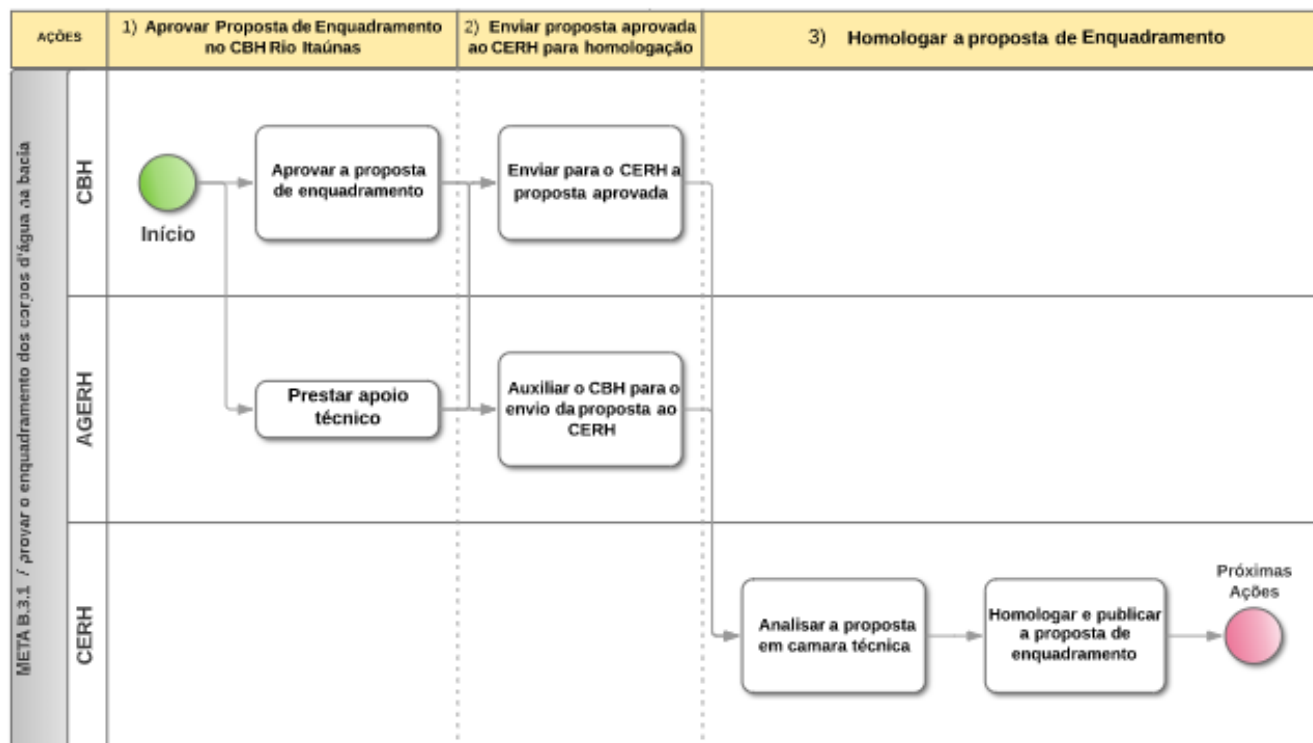 AÇÕES
1) Aprovar Proposta de Enquadramento
no CBH Rio Itaúnas
2) Enviar proposta aprovada
ao CERH para homologação
3) Homologar a proposta de Enquadramento
META B.3.1 provar o enquadramento dos corpos d'água na bacia
CBH
Início
Aprovar a proposta
de enquadramento
Enviar para o CERH a
proposta aprovada
AGERH
Prestar apoio
técnico
Auxiliar o CBH para o
envio da proposta ao
CERH
CERH
Analisar a proposta
em camara técnica
Homologar e publicar
a proposta de
enquadramento
Próximas
Ações